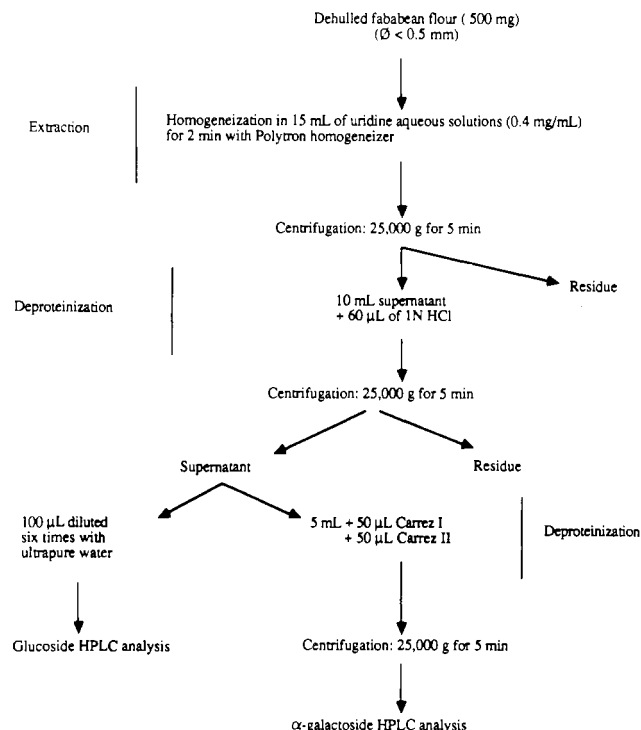 Dehulled fababean flour ( 500 mg)
(Ø < 0.5 mm)
Extraction
Homogeneization in 15 mL of uridine aqueous solutions (0.4 mg/mL)
for 2 min with Polytron homogeneizer
Centrifugation: 25,000 g for 5 min
Residue
Deproteinization
10 mL supernatant
+ 60 µL of 1N HCl
Centrifugation: 25,000 g for 5 min
Supernatant
Residue
100 µL diluted
six times with
ultrapure water
5 mL + 50 µL Carrez I
+ 50 µL Carrez II
Deproteinization
Glucoside HPLC analysis
Centrifugation: 25,000 g for 5 min
α-galactoside HPLC analysis